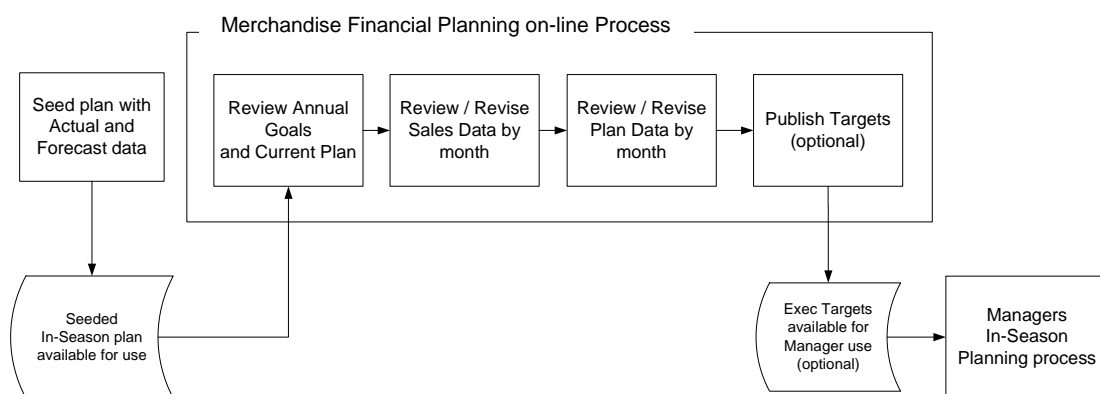 Merchandise Financial Planning on-line Process
Seed plan with
Actual and
Forecast data
Review Annual
Goals
and Current Plan
Review / Revise
Sales Data by
month
Review / Revise
Plan Data by
month
Publish Targets
(optional)
Seeded
In-Season plan
available for use
Exec Targets
available for
Manager use
(optional)
Managers
In-Season
Planning process